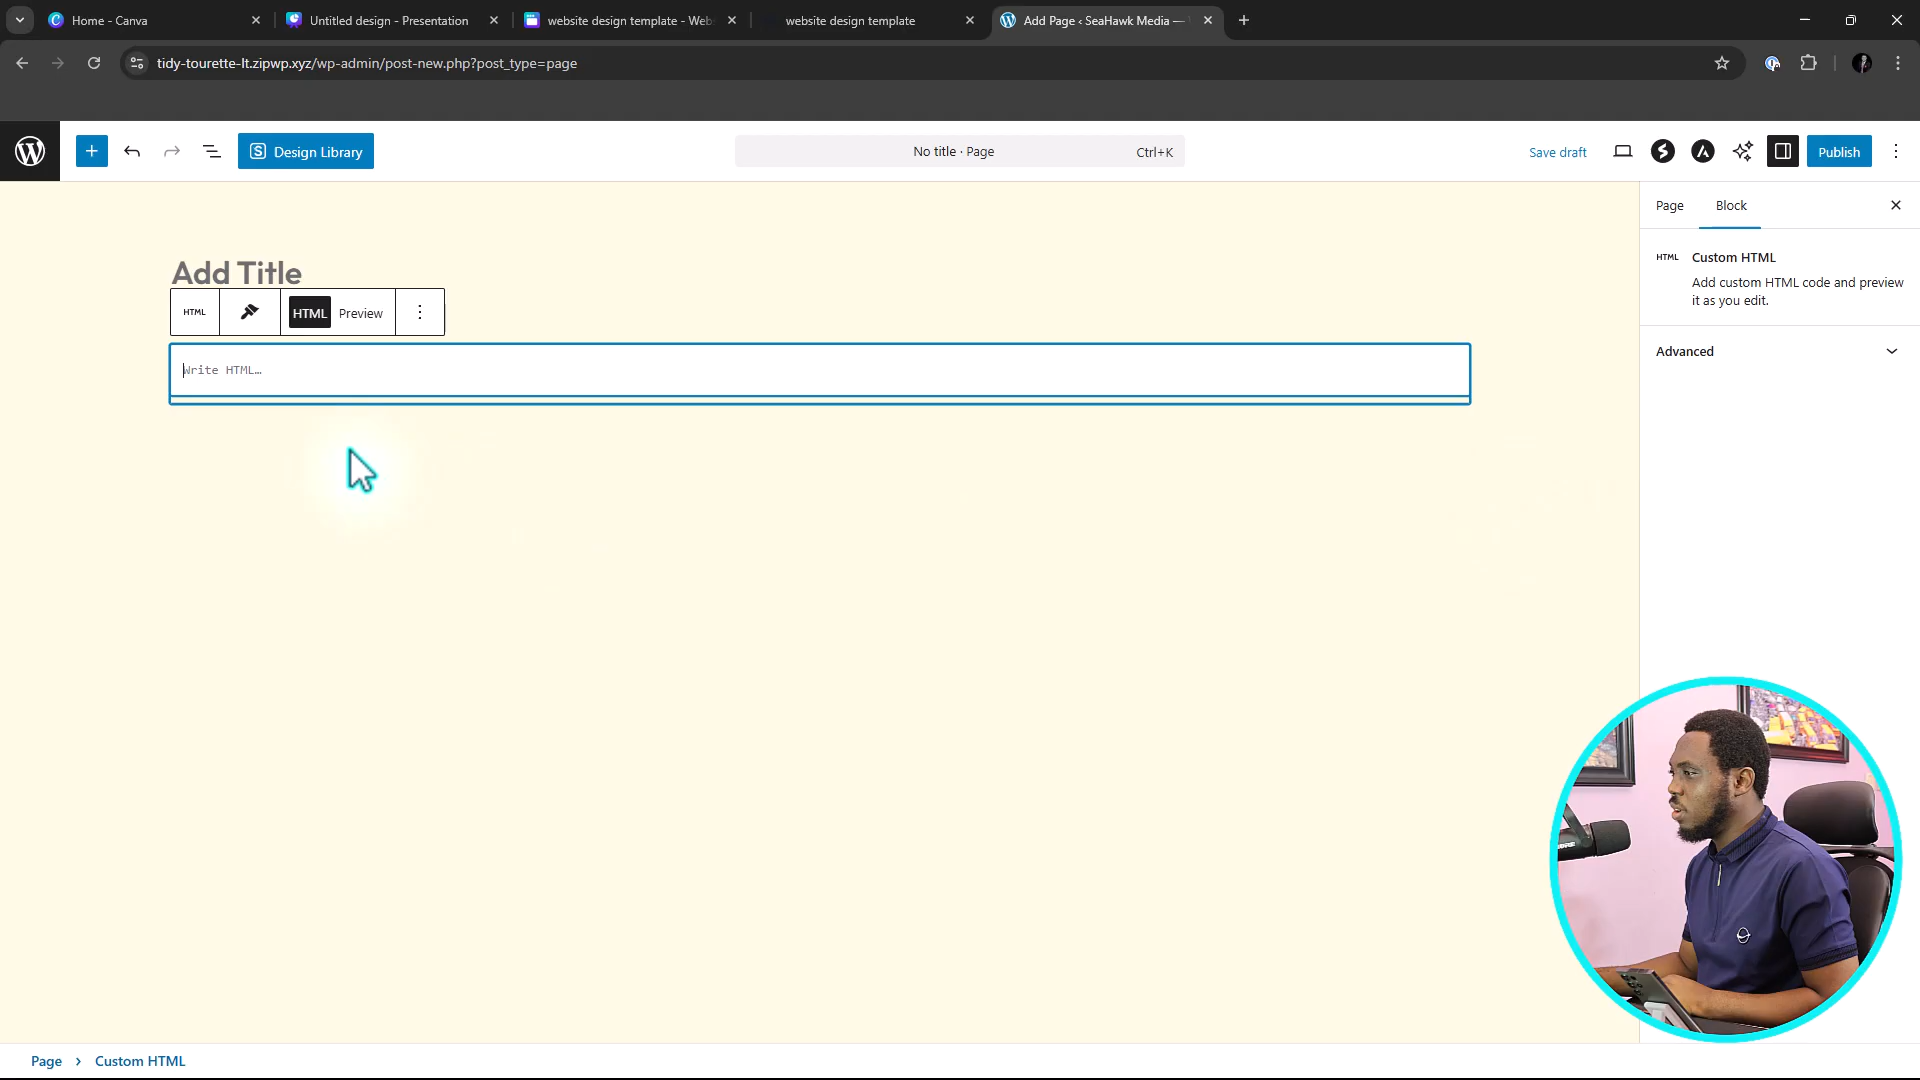 Home - Canva
Untitled design - Presentation
website design template - Web
website design template
Add Page ‹ SeaHawk Media —
tidy-tourette-lt.zipwp.xyz/wp-admin/post-new.php?post_type=page
Design Library
No title · Page
Ctrl+K
Save draft
Publish
Page
Block
HTML
Custom HTML
Add custom HTML code and preview
it as you edit.
Advanced
Add Title
HTML
HTML
Preview
Write HTML…
Page
Custom HTML